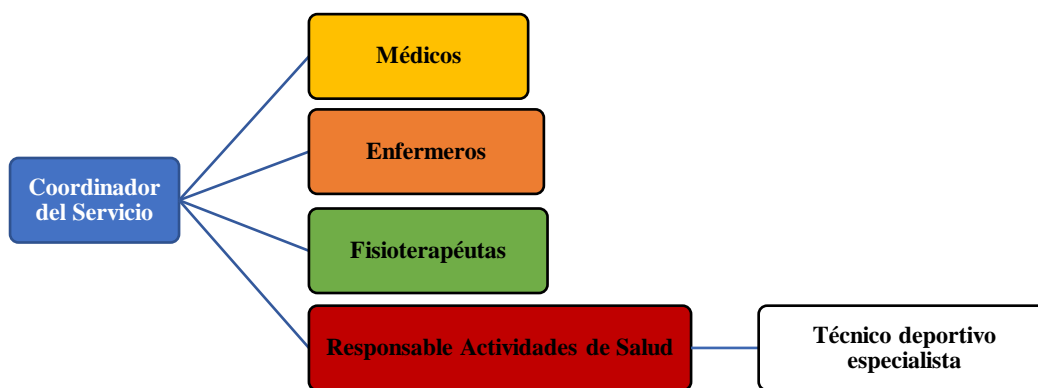 Médicos
Enfermeros
Coordinador
del Servicio
Fisioterapéutas
Responsable Actividades de Salud
Técnico deportivo
especialista